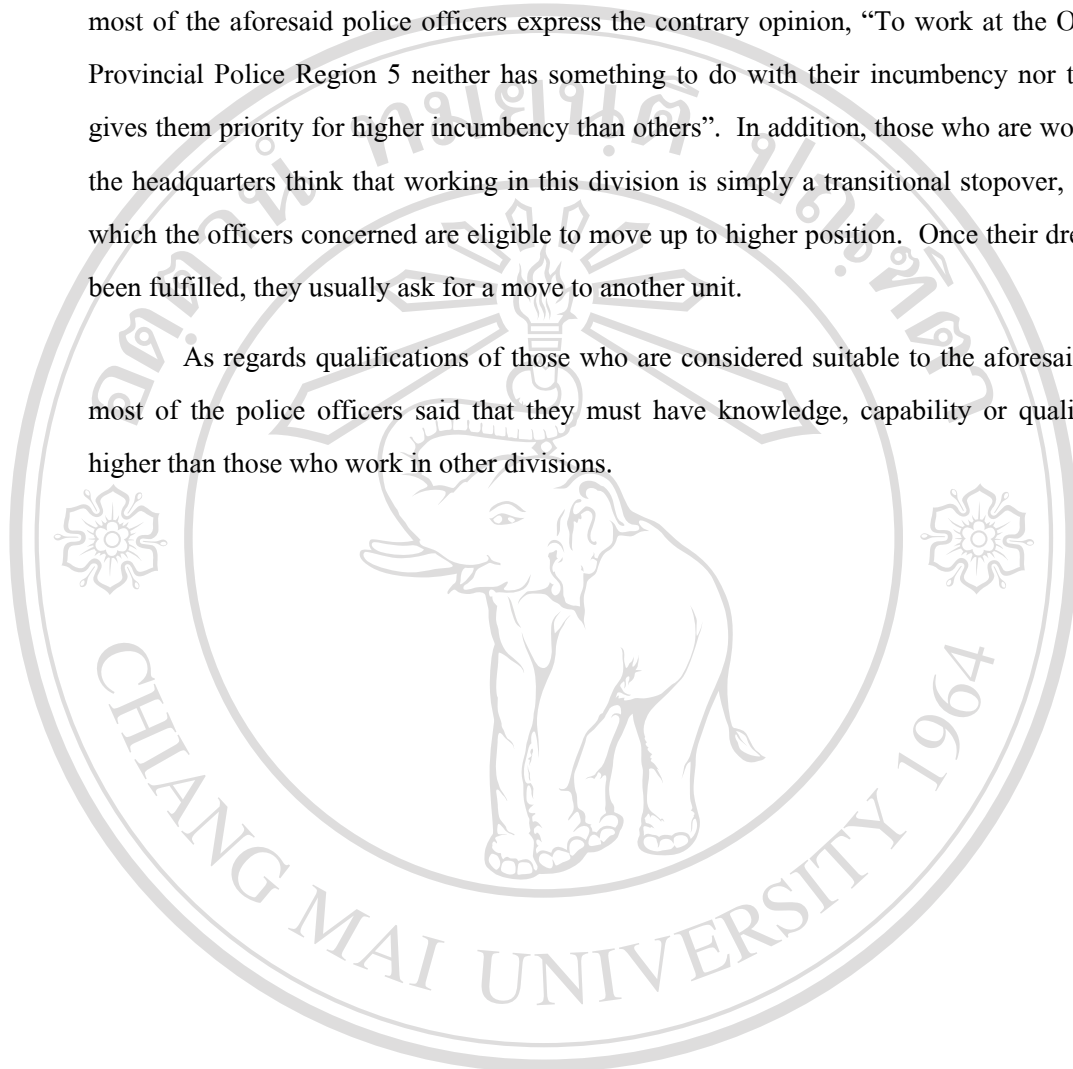 most of the aforesaid police officers express the contrary opinion, “To work at the
Provincial Police Region 5 neither has something to do with their incumbency nor
gives them priority for higher incumbency than others”. In addition, those who are
the headquarters think that working in this division is simply a transitional stopover,
which the officers concerned are eligible to move up to higher position. Once their
been fulfilled, they usually ask for a move to another unit.
As regards qualifications of those who are considered suitable to the
most of the police officers said that they must have knowledge, capability or
higher than those who work in other divisions.
CHIANG MAI UNIVERSITY 1964